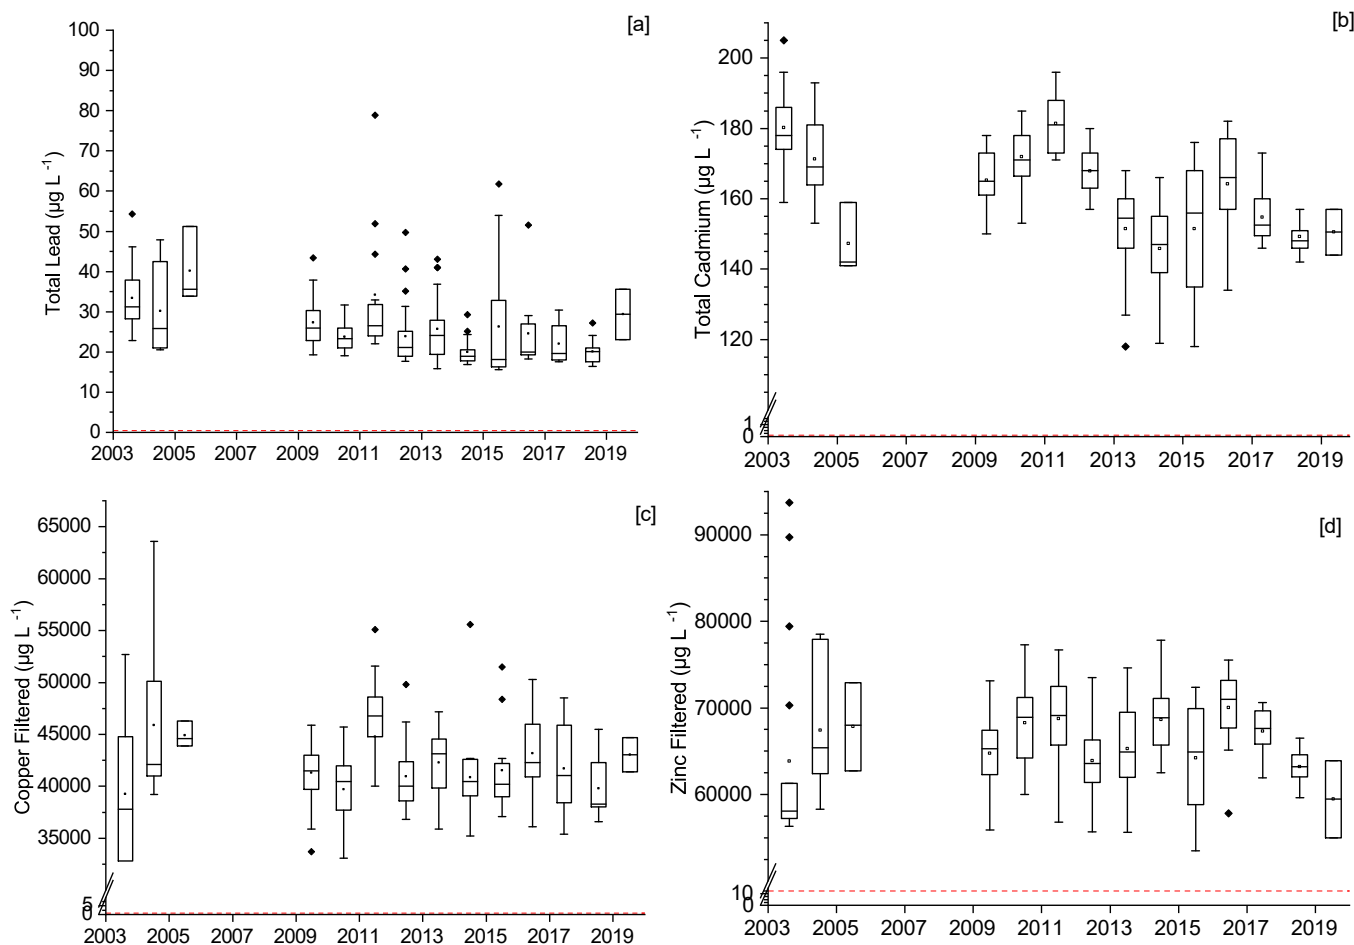 [a]
100
90
80
70
60
50
40
30
20
10
0
Total Lead (µg L -1)
2003 2005 2007 2009 2011 2013 2015 2017 2019
[b]
200
180
160
140
120
1
0
Total Cadmium (µg L -1)
2003 2005 2007 2009 2011 2013 2015 2017 2019
[c]
65000
60000
55000
50000
45000
40000
35000
5
0
Copper Filtered (µg L -1)
2003 2005 2007 2009 2011 2013 2015 2017 2019
[d]
90000
80000
70000
60000
10
0
Zinc Filtered (µg L -1)
2003 2005 2007 2009 2011 2013 2015 2017 2019